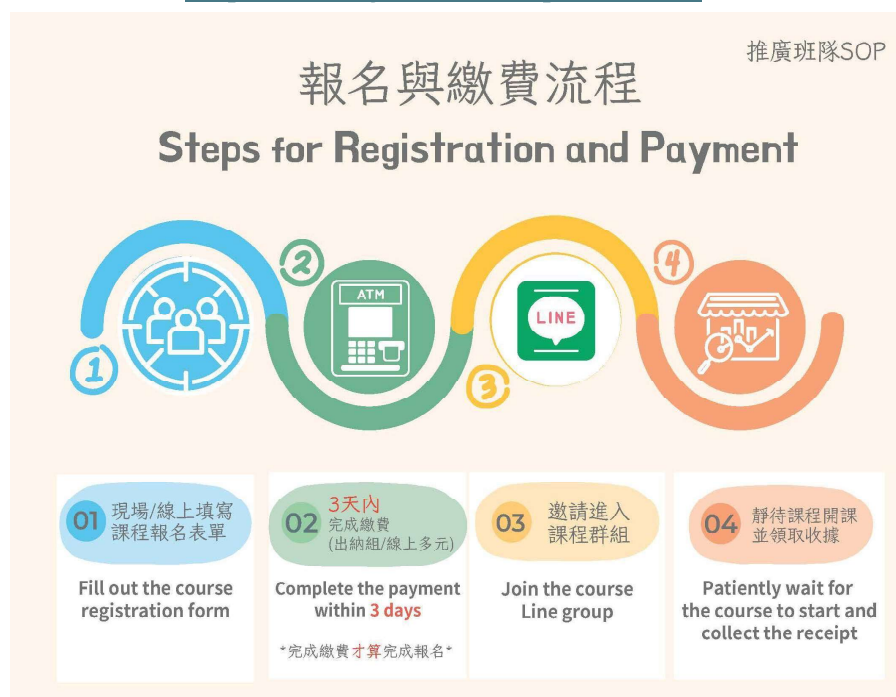 推廣班隊SOP
報名與繳費流程
Steps for Registration and Payment
1
2
ATM
3
LINE
4
01
現場/線上填寫
課程報名表單
Fill out the course
registration form
02
3天內
完成繳費
(出納組/線上多元)
Complete the payment
within 3 days
*完成繳費才算完成報名*
03
邀請進入
課程群組
Join the course
Line group
04
靜待課程開課
並領取收據
Patiently wait for
the course to start and
collect the receipt